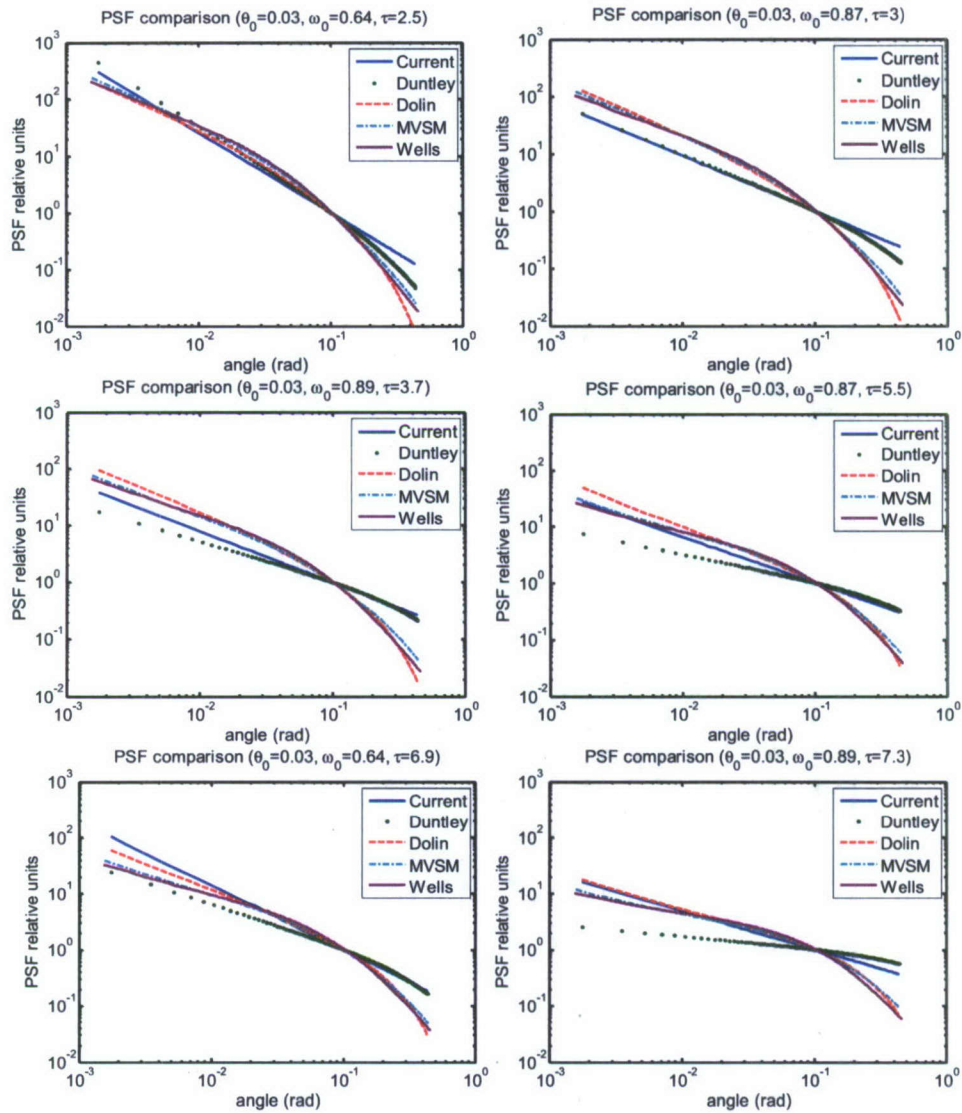 PSF comparison (θ0=0.03, ω0=0.64, τ=2.5)
10^3
10^2
10^1
10^0
10^-1
10^-2
PSF relative units
Current
Duntley
Dolin
MVSM
Wells
10^-3
10^-2
10^-1
10^0
angle (rad)
PSF comparison (θ0=0.03, ω0=0.87, τ=3)
10^3
10^2
10^1
10^0
10^-1
10^-2
PSF relative units
Current
Duntley
Dolin
MVSM
Wells
10^-3
10^-2
10^-1
10^0
angle (rad)
PSF comparison (θ0=0.03, ω0=0.89, τ=3.7)
10^3
10^2
10^1
10^0
10^-1
10^-2
PSF relative units
Current
Duntley
Dolin
MVSM
Wells
10^-3
10^-2
10^-1
10^0
angle (rad)
PSF comparison (θ0=0.03, ω0=0.87, τ=5.5)
10^3
10^2
10^1
10^0
10^-1
10^-2
PSF relative units
Current
Duntley
Dolin
MVSM
Wells
10^-3
10^-2
10^-1
10^0
angle (rad)
PSF comparison (θ0=0.03, ω0=0.64, τ=6.9)
10^3
10^2
10^1
10^0
10^-1
10^-2
PSF relative units
Current
Duntley
Dolin
MVSM
Wells
10^-3
10^-2
10^-1
10^0
angle (rad)
PSF comparison (θ0=0.03, ω0=0.89, τ=7.3)
10^3
10^2
10^1
10^0
10^-1
10^-2
PSF relative units
Current
Duntley
Dolin
MVSM
Wells
10^-3
10^-2
10^-1
10^0
angle (rad)